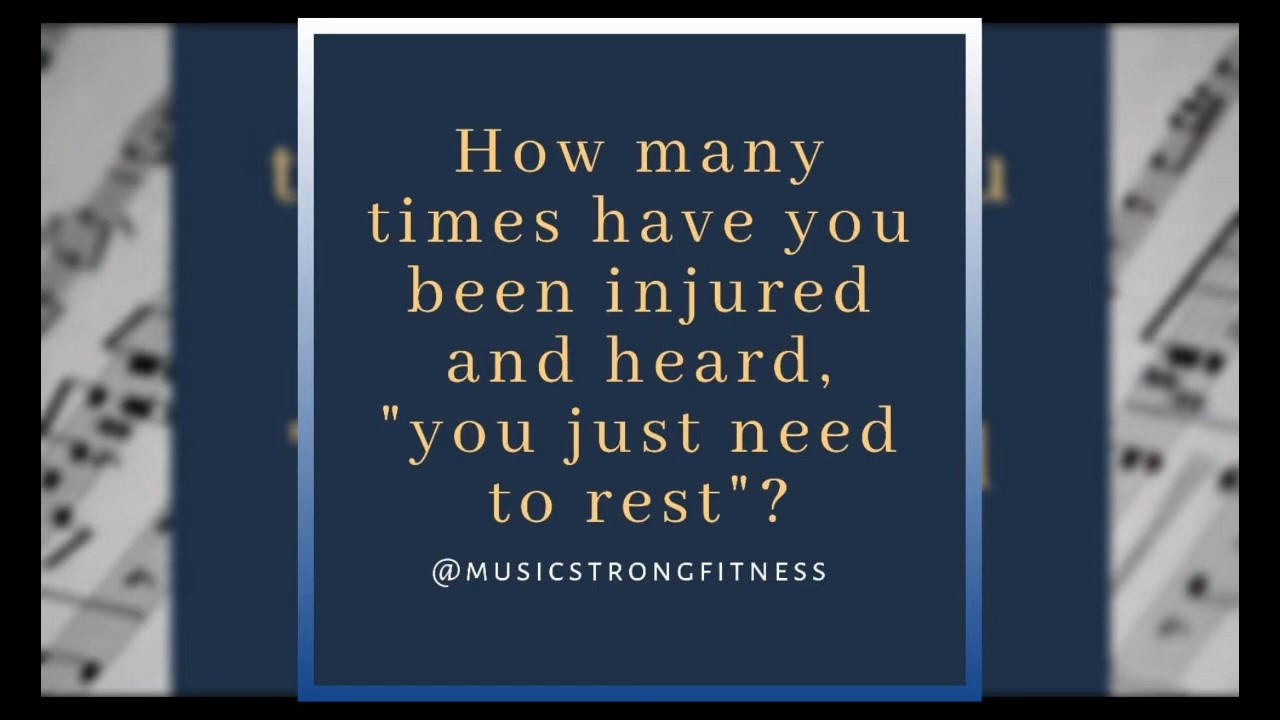 How many
times have you
been injured
and heard,
"you just need
to rest"?
@MUSICSTRONGFITNESS